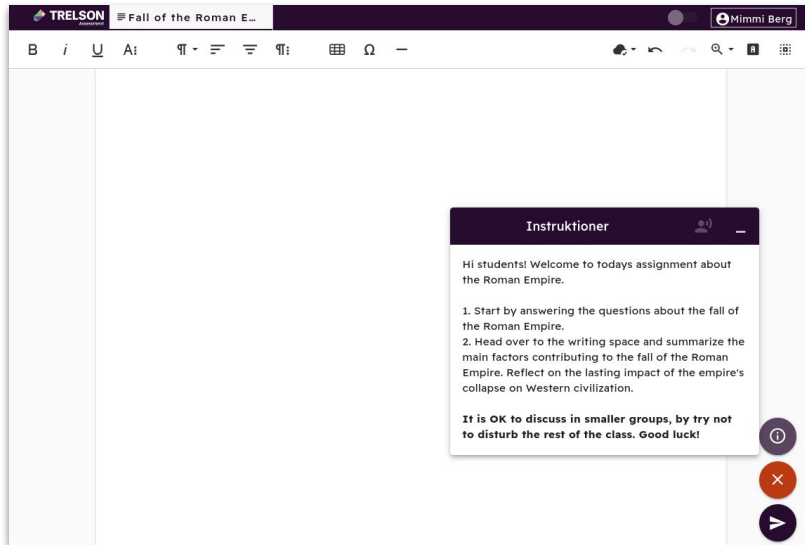 TRELSON
Assessment
Fall of the Roman E...
Mimmi Berg
B i U A
Ω
A
Instruktioner
Hi students! Welcome to todays assignment about
the Roman Empire.
1. Start by answering the questions about the fall of
the Roman Empire.
2. Head over to the writing space and summarize the
main factors contributing to the fall of the Roman
Empire. Reflect on the lasting impact of the empire's
collapse on Western civilization.
It is OK to discuss in smaller groups, by try not
to disturb the rest of the class. Good luck!